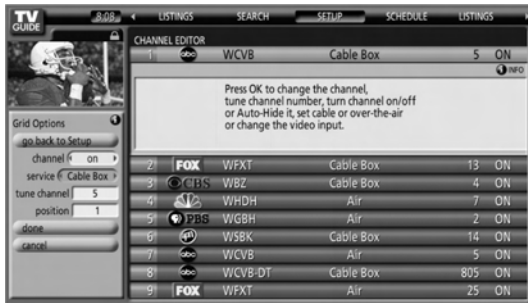 TV GUIDE
8:08
LISTINGS SEARCH SETUP SCHEDULE LISTINGS
CHANNEL EDITOR
1 abc WCVB Cable Box 5 ON
INFO
Press OK to change the channel,
tune channel number, turn channel on/off
or Auto-Hide it, set cable or over-the-air
or change the video input.
Grid Options
go back to Setup
channel on
service Cable Box
tune channel 5
position 1
done
cancel
2 FOX WFXT Cable Box 13 ON
3 CBS WBZ Cable Box 4 ON
4 WHDH Air 7 ON
5 PBS WGBH Air 2 ON
6 WSBK Cable Box 14 ON
7 abc WCVB Air 5 ON
8 abc WCVB-DT Cable Box 805 ON
9 FOX WFXT Air 25 ON